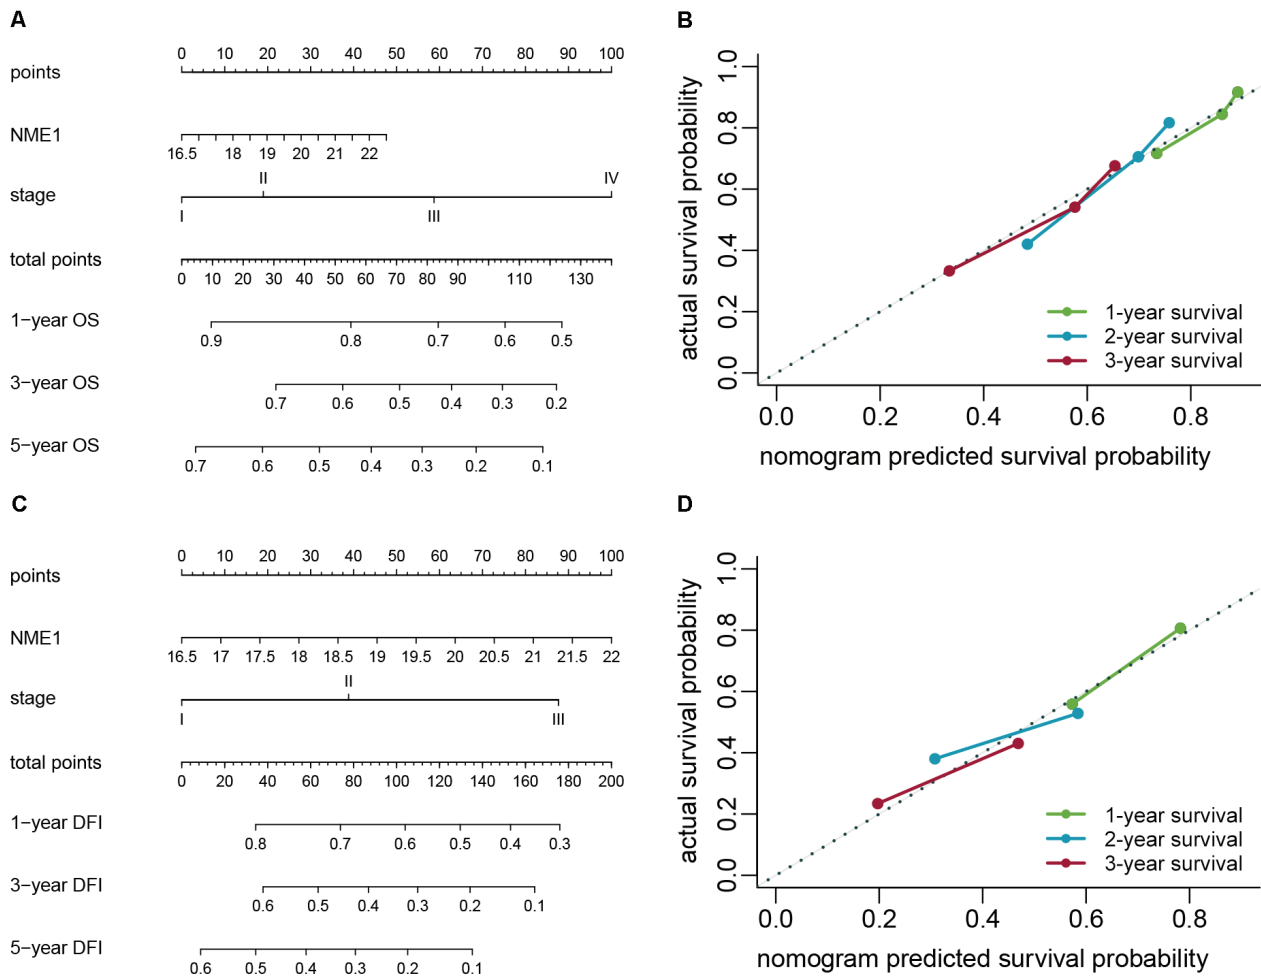 A
0 10 20 30 40 50 60 70 80 90 100
points
NME1
16.5 18 19 20 21 22
II IV
stage
I III
total points
0 10 20 30 40 50 60 70 80 90 110 130
1−year OS
0.9 0.8 0.7 0.6 0.5
3−year OS
0.7 0.6 0.5 0.4 0.3 0.2
5−year OS
0.7 0.6 0.5 0.4 0.3 0.2 0.1
B
actual survival probability
1.0
0.8
0.6
0.4
0.2
0.0
1-year survival
2-year survival
3-year survival
0.0 0.2 0.4 0.6 0.8
nomogram predicted survival probability
C
0 10 20 30 40 50 60 70 80 90 100
points
NME1
16.5 17 17.5 18 18.5 19 19.5 20 20.5 21 21.5 22
II
stage
I III
total points
0 20 40 60 80 100 120 140 160 180 200
1−year DFI
0.8 0.7 0.6 0.5 0.4 0.3
3−year DFI
0.6 0.5 0.4 0.3 0.2 0.1
5−year DFI
0.6 0.5 0.4 0.3 0.2 0.1
D
actual survival probability
1.0
0.8
0.6
0.4
0.2
0.0
1-year survival
2-year survival
3-year survival
0.0 0.2 0.4 0.6 0.8
nomogram predicted survival probability